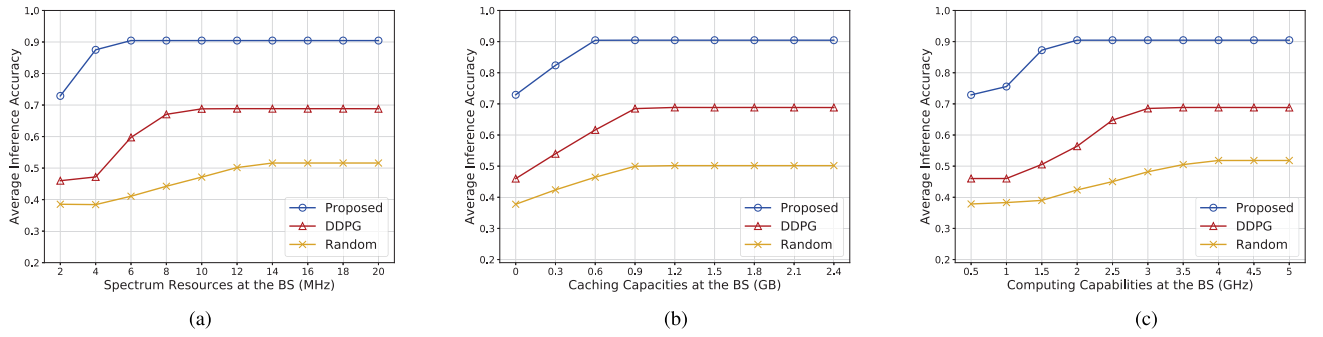 1.0
0.9
0.8
0.7
0.6
0.5
0.4
0.3
0.2
Average Inference Accuracy
Proposed
DDPG
Random
2 4 6 8 10 12 14 16 18 20
Spectrum Resources at the BS (MHz)
(a)
1.0
0.9
0.8
0.7
0.6
0.5
0.4
0.3
0.2
Average Inference Accuracy
Proposed
DDPG
Random
0 0.3 0.6 0.9 1.2 1.5 1.8 2.1 2.4
Caching Capacities at the BS (GB)
(b)
1.0
0.9
0.8
0.7
0.6
0.5
0.4
0.3
0.2
Average Inference Accuracy
Proposed
DDPG
Random
0.5 1 1.5 2 2.5 3 3.5 4 4.5 5
Computing Capabilities at the BS (GHz)
(c)